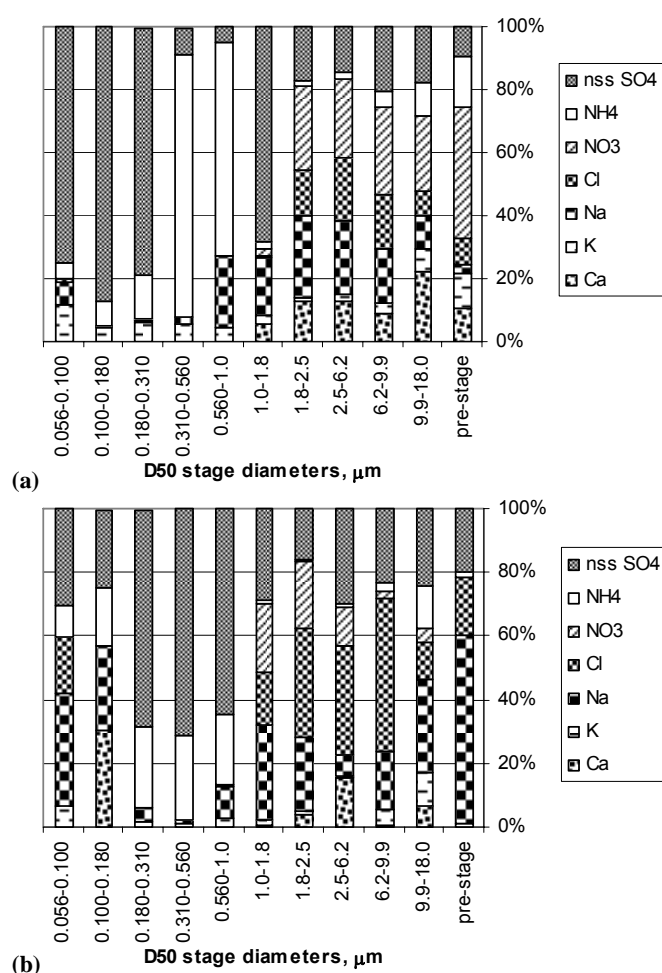 100%
80%
60%
40%
20%
0%
nss SO4
NH4
NO3
Cl
Na
K
Ca
0.056-0.100
0.100-0.180
0.180-0.310
0.310-0.560
0.560-1.0
1.0-1.8
1.8-2.5
2.5-6.2
6.2-9.9
9.9-18.0
pre-stage
D50 stage diameters, µm
(a)
100%
80%
60%
40%
20%
0%
nss SO4
NH4
NO3
Cl
Na
K
Ca
0.056-0.100
0.100-0.180
0.180-0.310
0.310-0.560
0.560-1.0
1.0-1.8
1.8-2.5
2.5-6.2
6.2-9.9
9.9-18.0
pre-stage
D50 stage diameters, µm
(b)